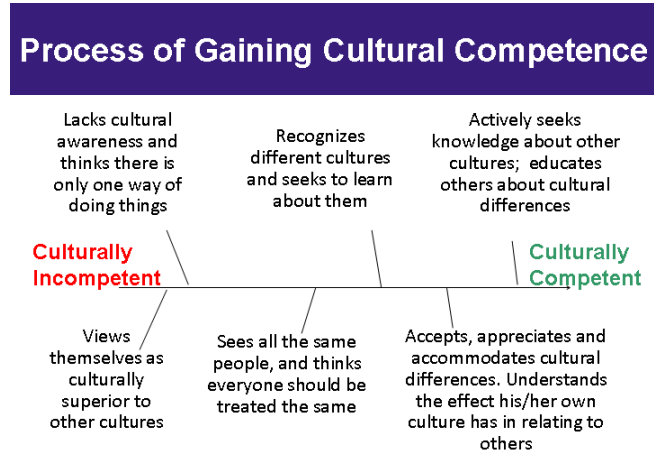 Process of Gaining Cultural Competence
Lacks cultural
awareness and
thinks there is
only one way of
doing things
Recognizes
different cultures
and seeks to learn
about them
Actively seeks
knowledge about other
cultures; educates
others about cultural
differences
Culturally
Incompetent
Culturally
Competent
Views
themselves as
culturally
superior to
other cultures
Sees all the same
people, and thinks
everyone should be
treated the same
Accepts, appreciates and
accommodates cultural
differences. Understands
the effect his/her own
culture has in relating to
others